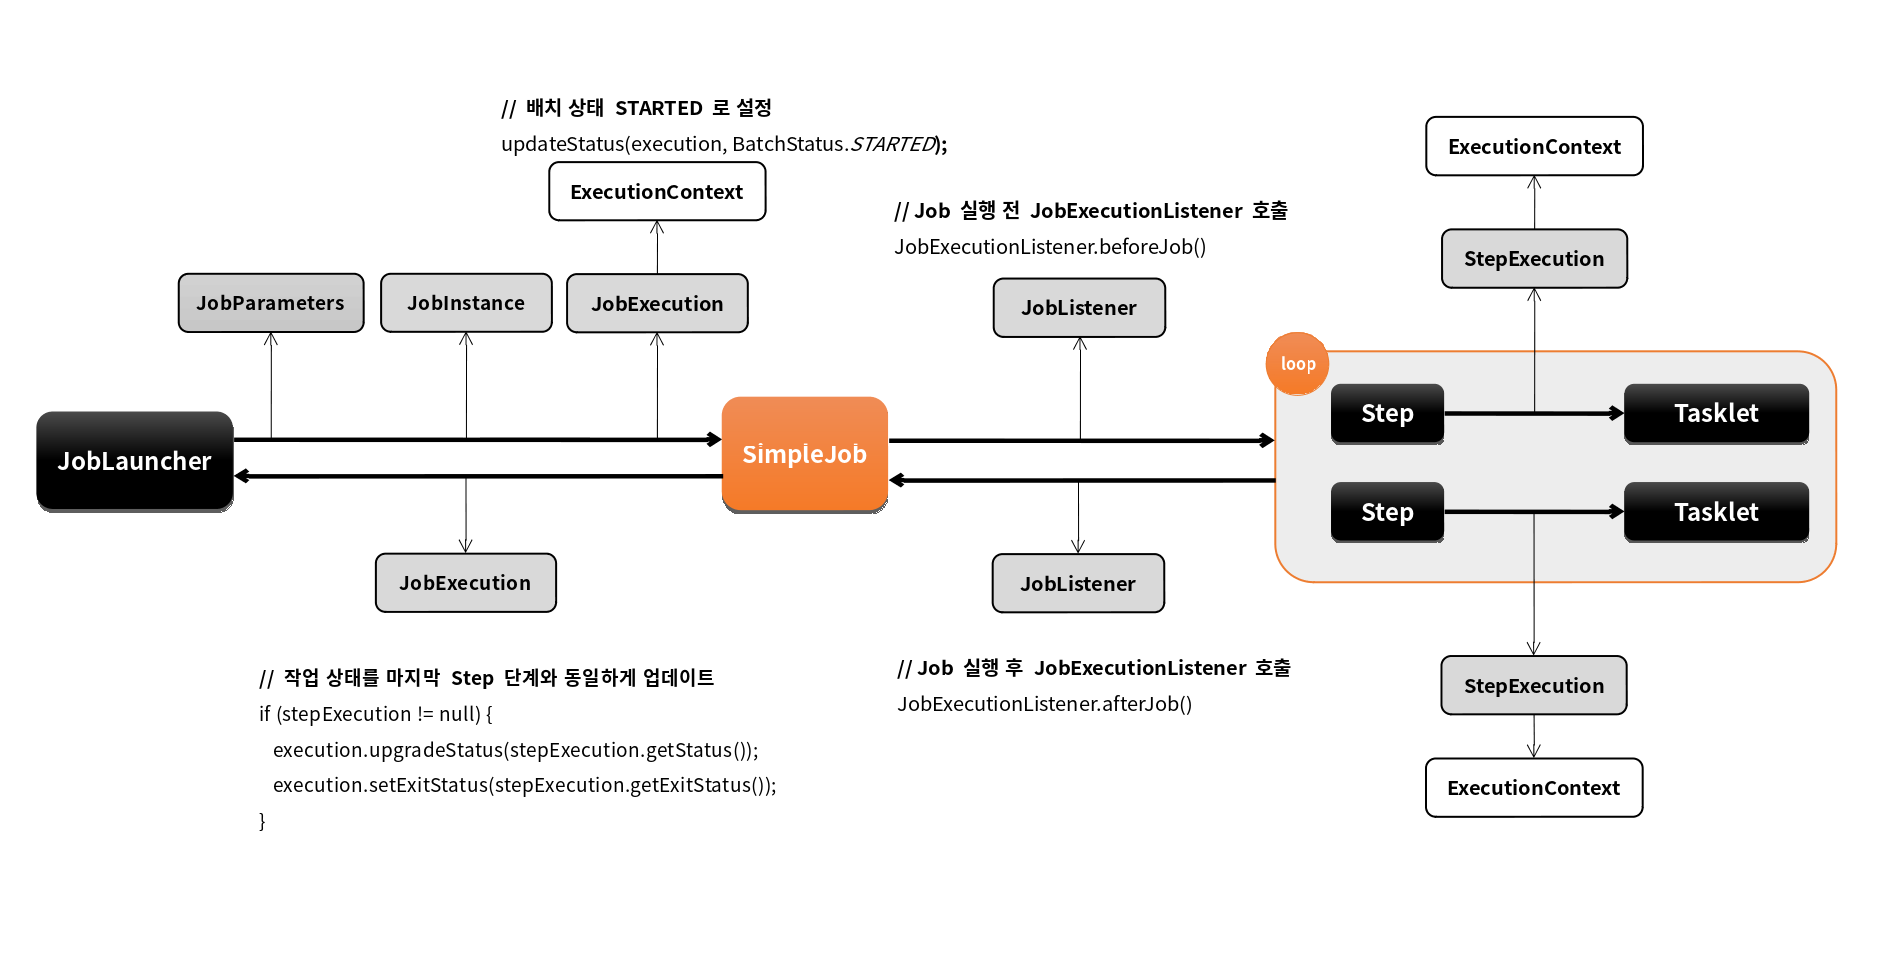 // 배치 상태 STARTED 로 설정
updateStatus(execution, BatchStatus.STARTED);
ExecutionContext
JobParameters
JobInstance
JobExecution
// Job 실행 전 JobExecutionListener 호출
JobExecutionListener.beforeJob()
JobListener
ExecutionContext
StepExecution
loop
Step
Tasklet
JobLauncher
SimpleJob
Step
Tasklet
JobExecution
JobListener
// 작업 상태를 마지막 Step 단계와 동일하게 업데이트
if (stepExecution != null) {
execution.upgradeStatus(stepExecution.getStatus());
execution.setExitStatus(stepExecution.getExitStatus());
}
// Job 실행 후 JobExecutionListener 호출
JobExecutionListener.afterJob()
StepExecution
ExecutionContext